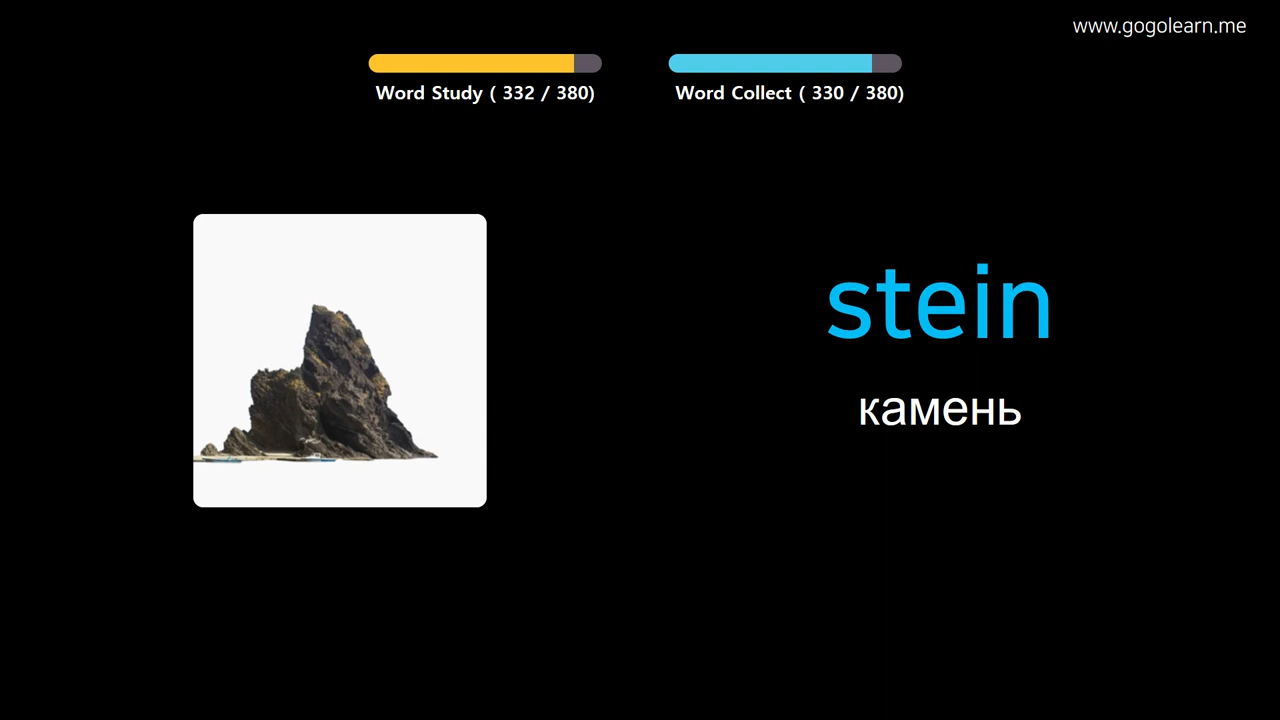 www.gogolearn.me
Word Study ( 332 / 380)
Word Collect ( 330 / 380)
stein
камень